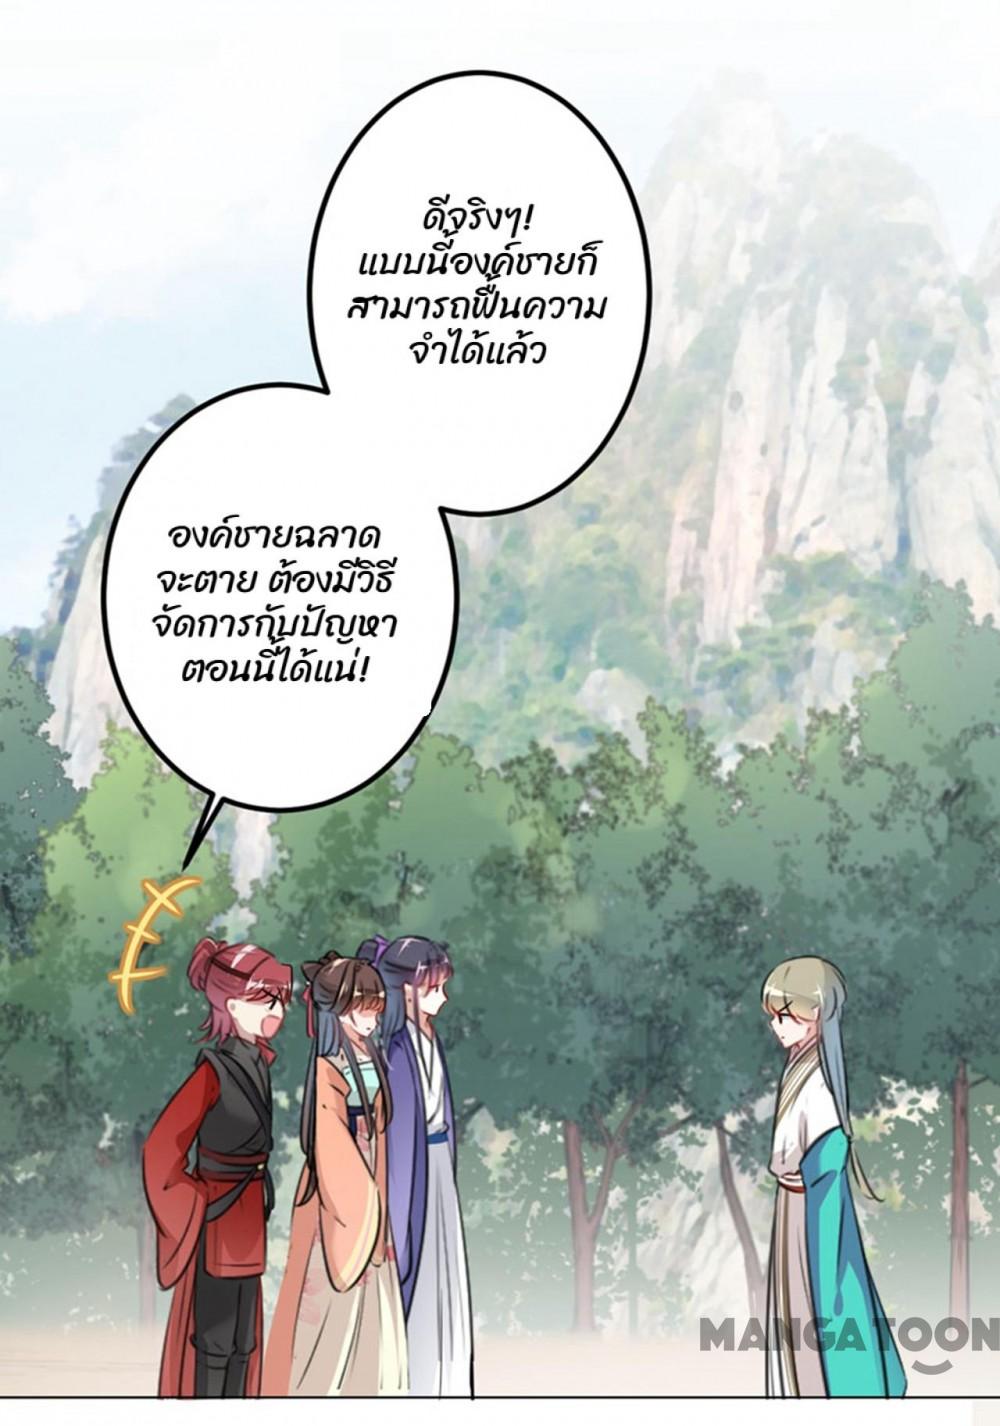 ดีจริงๆ!
แบบนี้องค์ชายก็
สามารถฟื้นความ
จำได้แล้ว
องค์ชายฉลาด
จะตาย ต้องมีวิธี
จัดการกับปัญหา
ตอนนี้ได้แน่!
MANGATOON